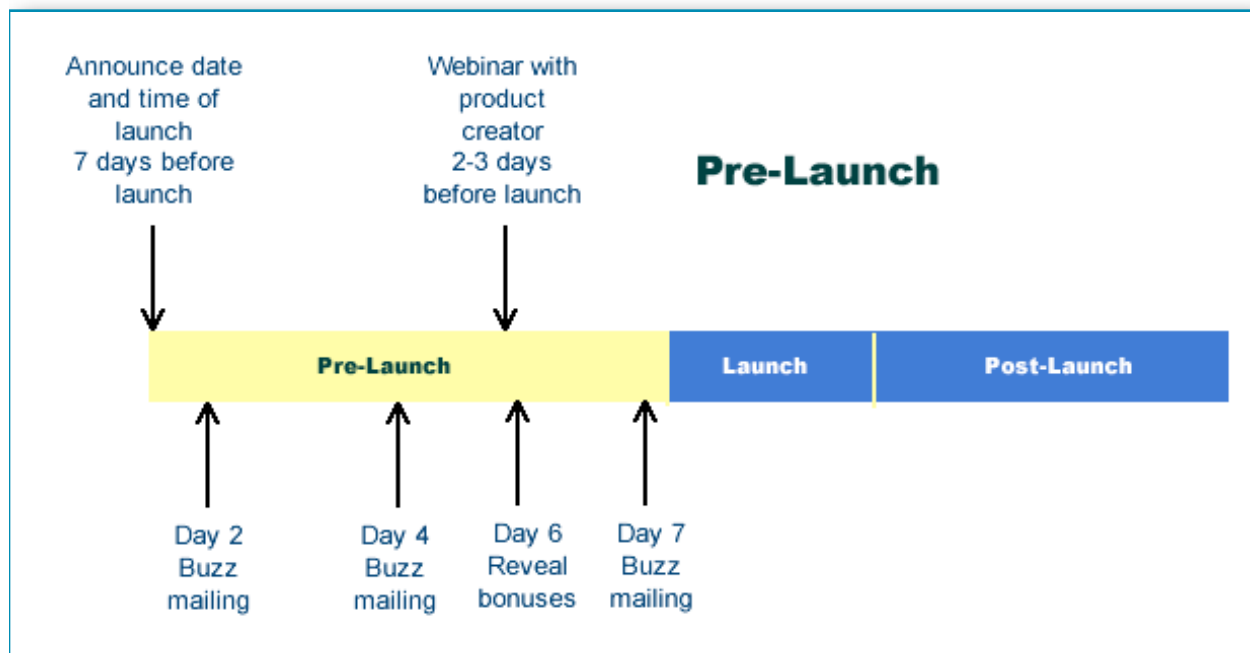 Announce date
and time of
launch
7 days before
launch
Webinar with
product
creator
2-3 days
before launch
Pre-Launch
Pre-Launch
Launch
Post-Launch
Day 2
Buzz
mailing
Day 4
Buzz
mailing
Day 6
Reveal
bonuses
Day 7
Buzz
mailing